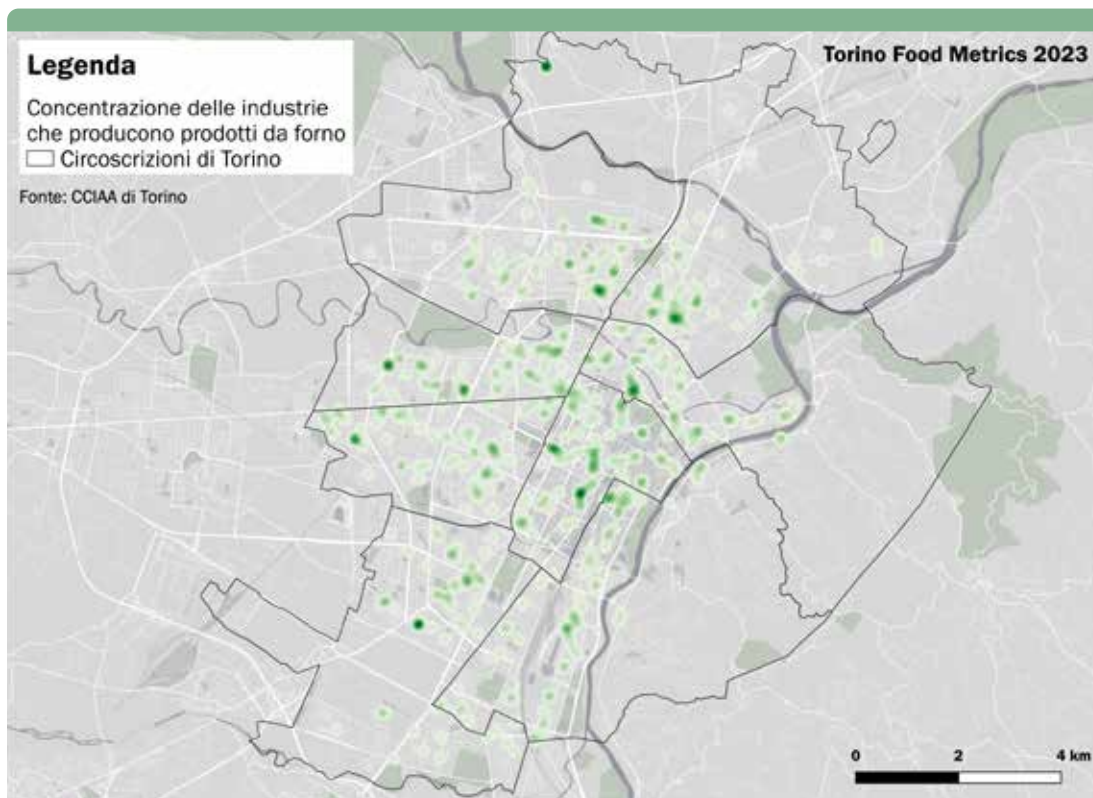 Legenda
Concentrazione delle industrie
che producono prodotti da forno
Circoscrizioni di Torino
Fonte: CCIAA di Torino
Torino Food Metrics 2023
0 2 4 km